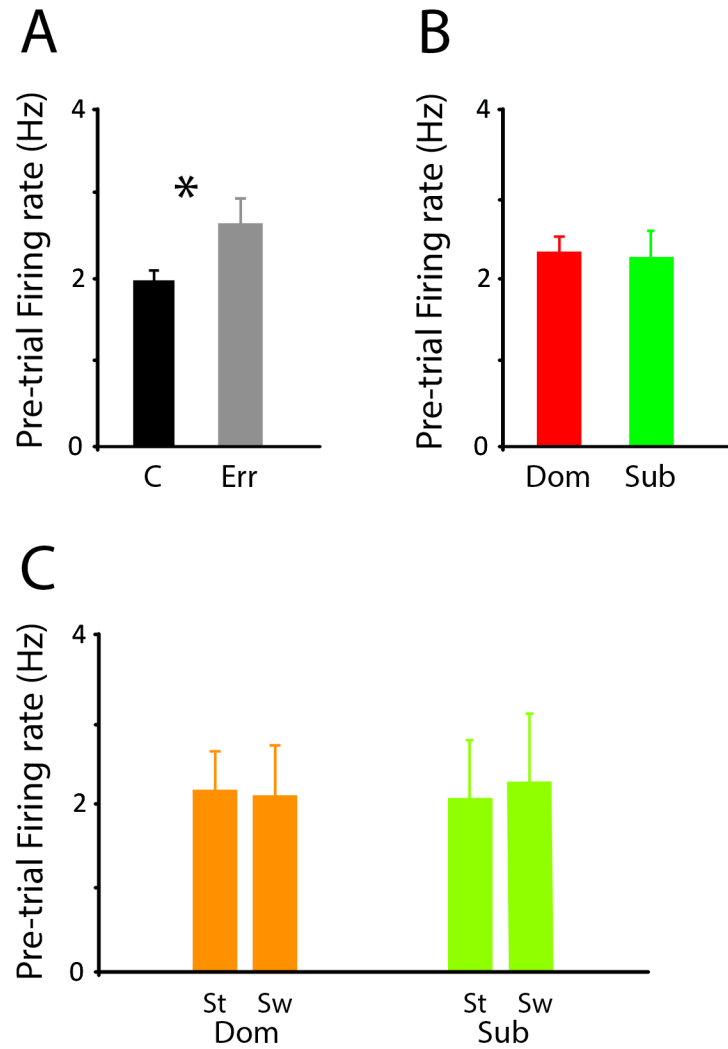 A
Pre-trial Firing rate (Hz)
4
2
0
*
C
Err
B
Pre-trial Firing rate (Hz)
4
2
0
Dom
Sub
C
Pre-trial Firing rate (Hz)
4
2
0
St Sw St Sw
Dom Sub